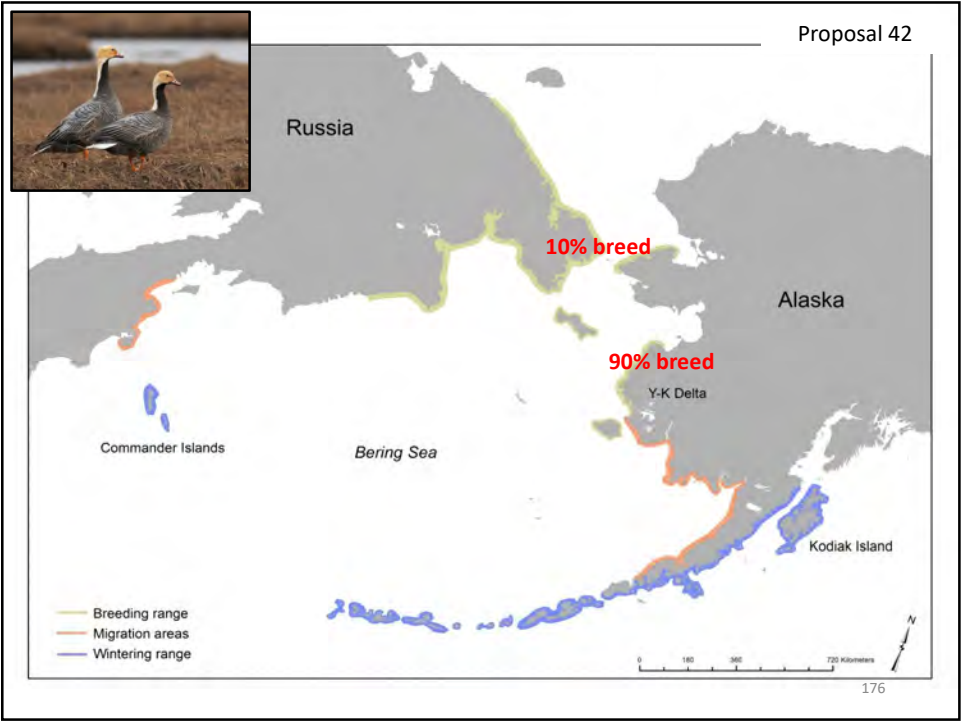 Proposal 42
Russia
10% breed
Alaska
90% breed
Y-K Delta
Commander Islands
Bering Sea
Kodiak Island
Breeding range
Migration areas
Wintering range
N
0 180 360 720 Kilometers
176